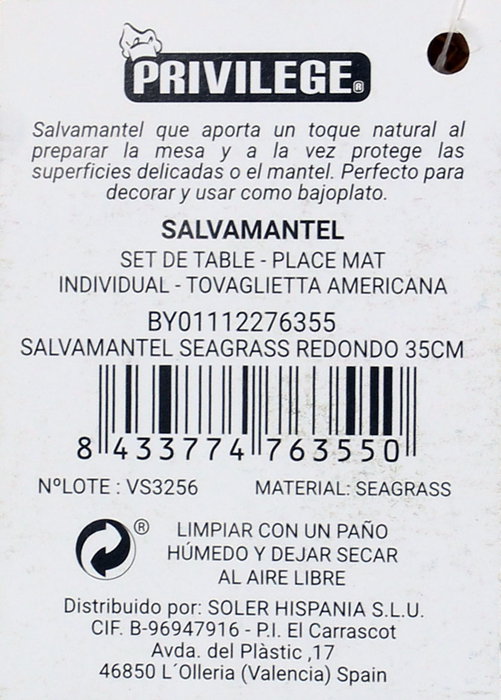 PRIVILEGE®
Salvamantel que aporta un toque natural al
preparar la mesa y a la vez protege las
superficies delicadas o el mantel. Perfecto para
decorar y usar como bajoplato.
SALVAMANTEL
SET DE TABLE - PLACE MAT
INDIVIDUAL - TOVAGLIETTA AMERICANA
BY01112276355
SALVAMANTEL SEAGRASS REDONDO 35CM
8 433774 763550
NºLOTE : VS3256 MATERIAL: SEAGRASS
®
LIMPIAR CON UN PAÑO
HÚMEDO Y DEJAR SECAR
AL AIRE LIBRE
Distribuido por: SOLER HISPANIA S.L.U.
CIF. B-96947916 - P.I. El Carrascot
Avda. del Plàstic ,17
46850 L´Olleria (Valencia) Spain